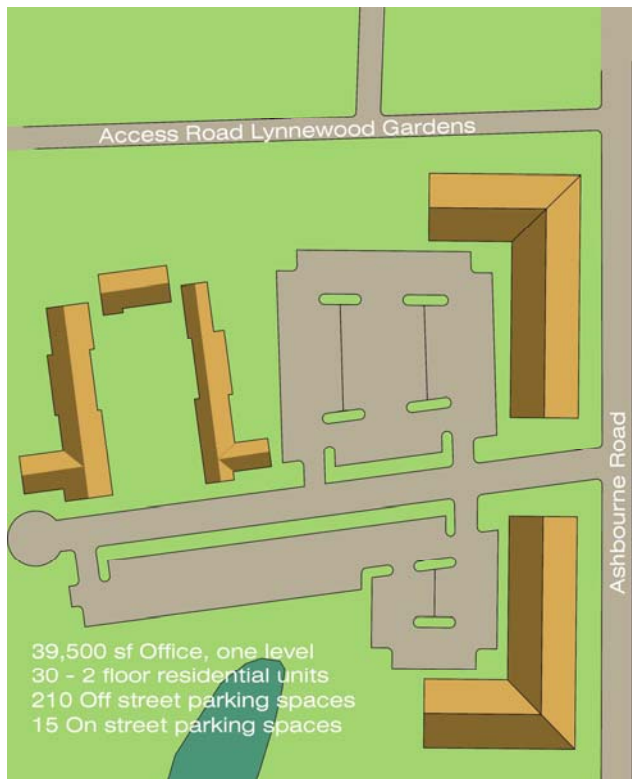 Access Road Lynnewood Gardens
Ashbourne Road
39,500 sf Office, one level
30 - 2 floor residential units
210 Off street parking spaces
15 On street parking spaces